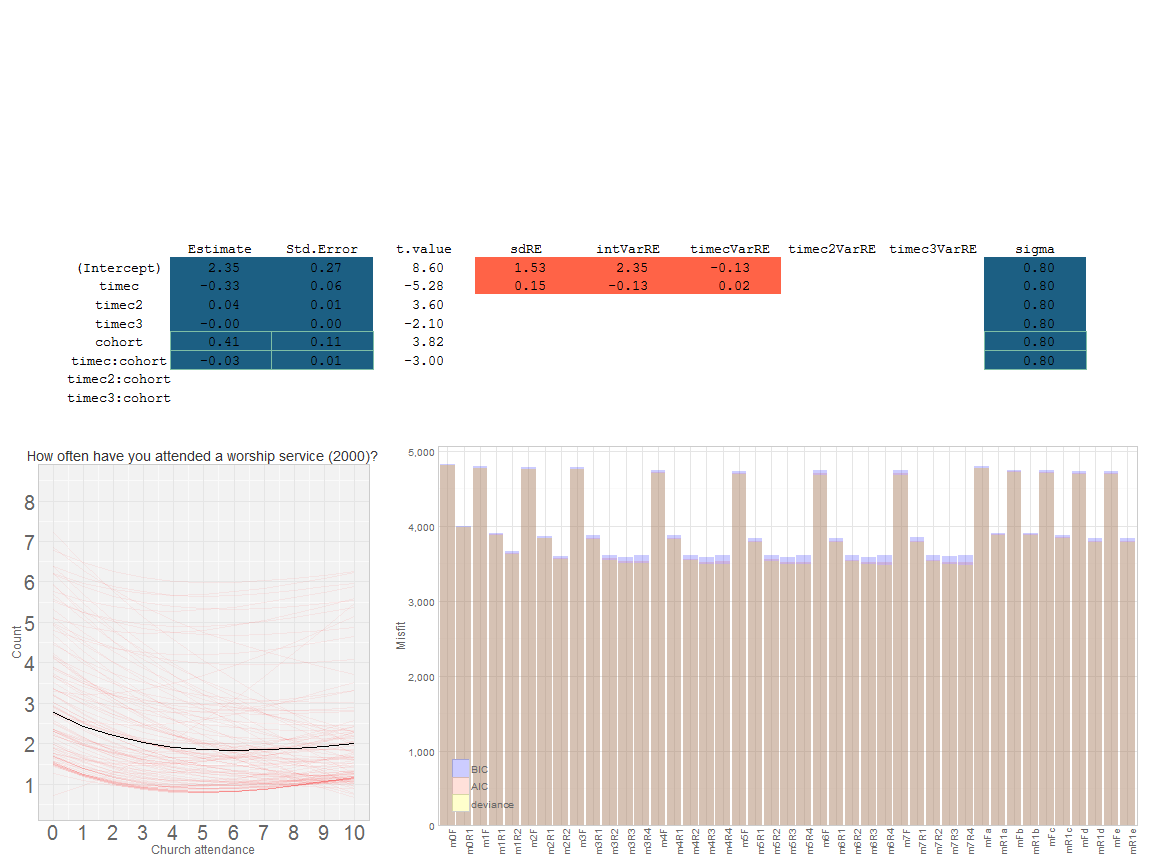 Estimate Std.Error t.value sdRE intVarRE timecVarRE timec2VarRE timec3VarRE sigma
(Intercept) 2.35 0.27 8.60 1.53 2.35 -0.13 0.80
timec -0.33 0.06 -5.28 0.15 -0.13 0.02 0.80
timec2 0.04 0.01 3.60 0.80
timec3 -0.00 0.00 -2.10 0.80
cohort 0.41 0.11 3.82 0.80
timec:cohort -0.03 0.01 -3.00 0.80
timec2:cohort
timec3:cohort
How often have you attended a worship service (2000)?
8
7
6
5
4
3
2
1
Count
0 1 2 3 4 5 6 7 8 9 10
Church attendance
5,000
4,000
3,000
2,000
1,000
0
Misfit
BIC
AIC
deviance
m0F m0R1 m1F m1R1 m1R2 m2F m2R1 m2R2 m3F m3R1 m3R2 m3R3 m3R4 m4F m4R1 m4R2 m4R3 m4R4 m5F m5R1 m5R2 m5R3 m5R4 m6F m6R1 m6R2 m6R3 m6R4 m7F m7R1 m7R2 m7R3 m7R4 mFa mR1a mFb mR1b mFc mR1c mFd mR1d mFe mR1e